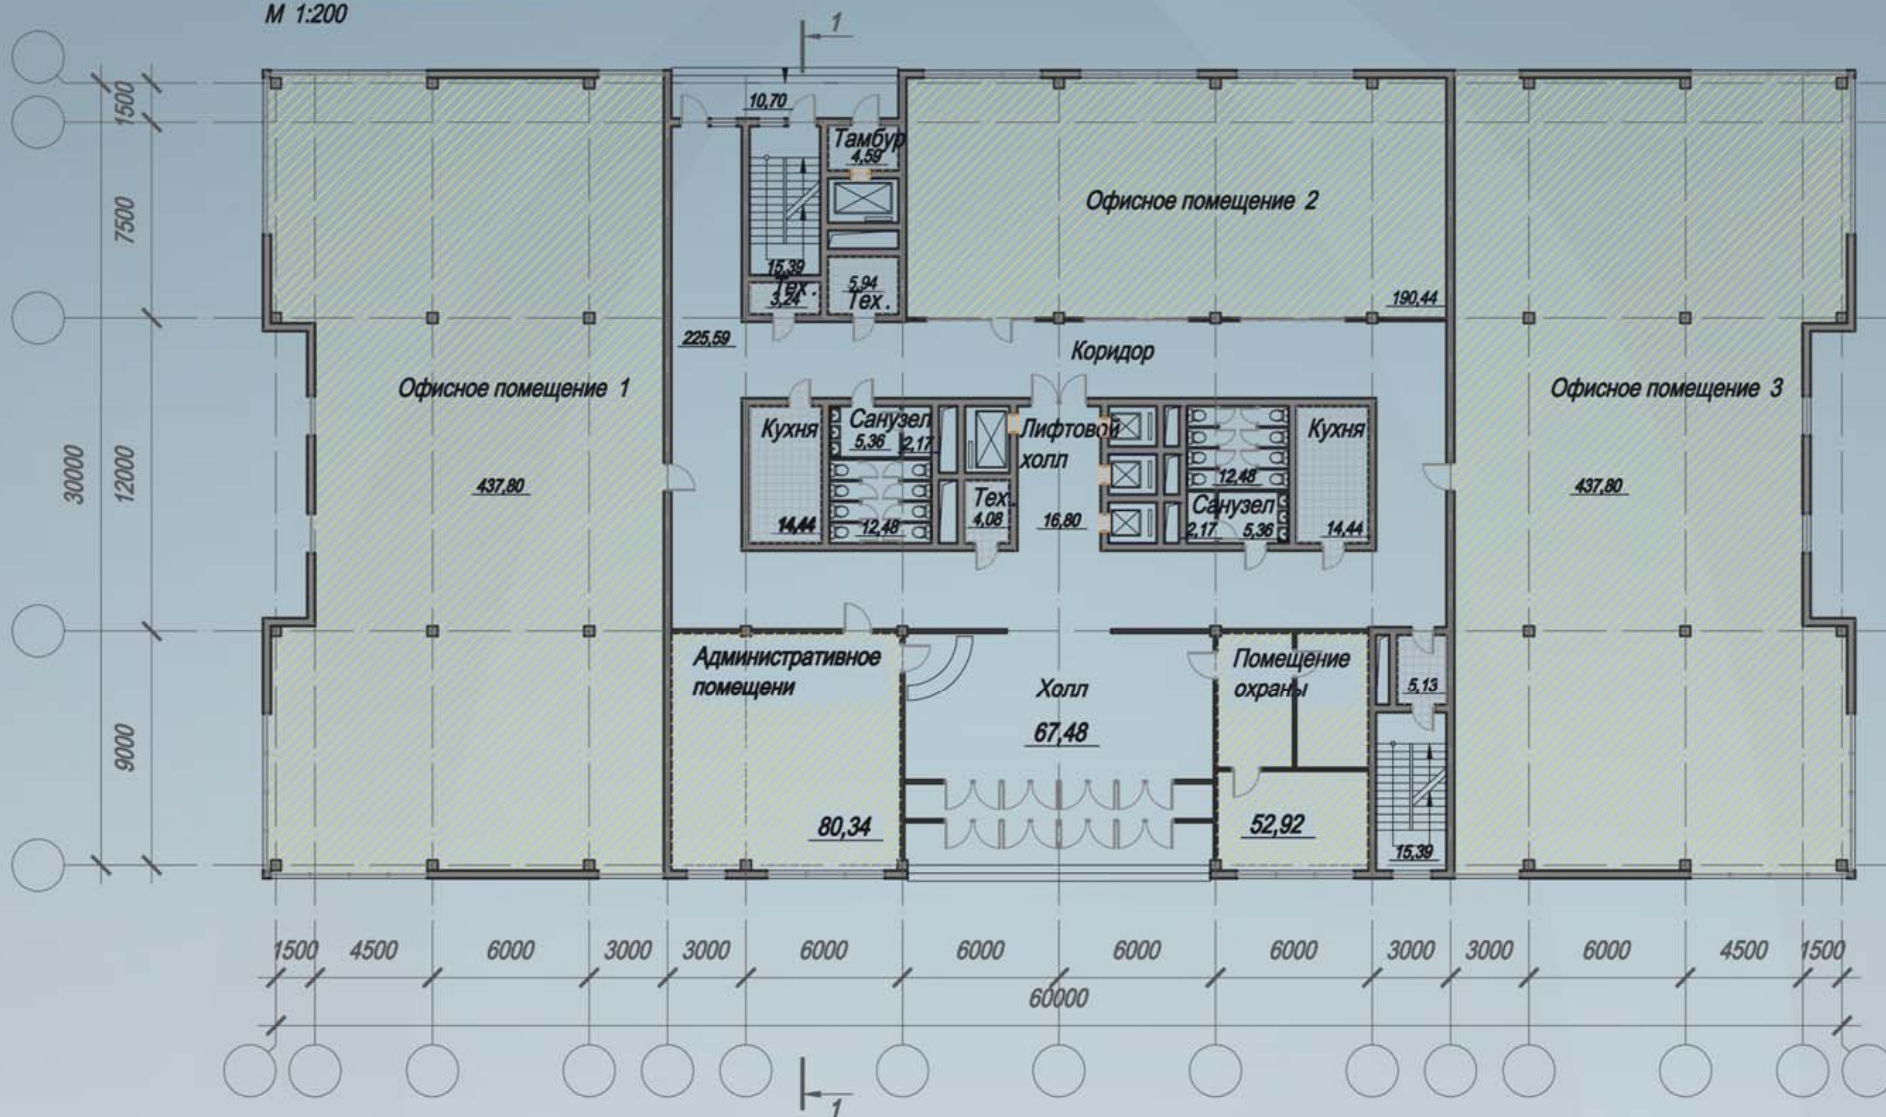 М 1:200
1
10,70
Тамбур
4,59
15,39
Тех.
3,24
5,94
Тех.
Офисное помещение 2
190,44
225,59
Коридор
Офисное помещение 1
437,80
Офисное помещение 3
437,80
Кухня
14,44
Санузел
5,36
2,17
12,48
Тех.
4,08
Лифтовой
холл
16,80
12,48
Санузел
2,17
5,36
Кухня
14,44
Административное
помещени
80,34
Холл
67,48
Помещение
охраны
52,92
5,13
15,39
1500
7500
12000
9000
30000
1500 4500 6000 3000 3000 6000 6000 6000 6000 3000 3000 6000 4500 1500
60000
1